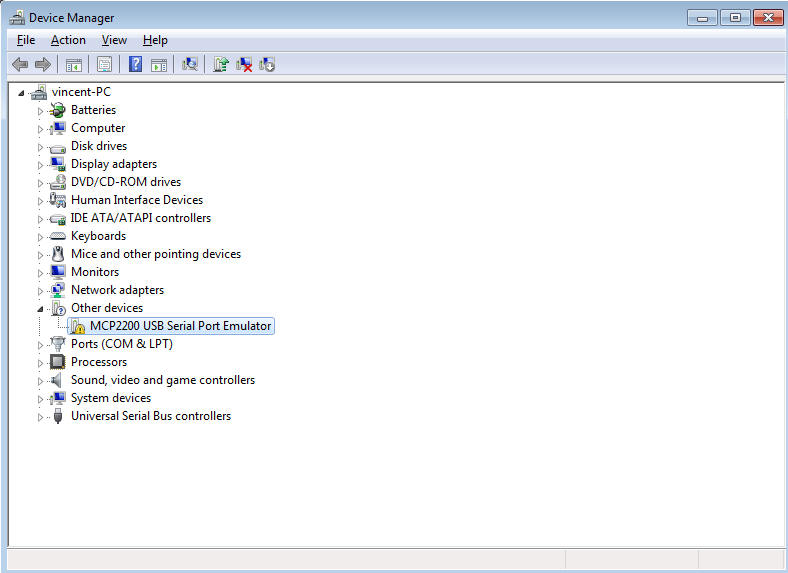 Device Manager
File Action View Help
vincent-PC
Batteries
Computer
Disk drives
Display adapters
DVD/CD-ROM drives
Human Interface Devices
IDE ATA/ATAPI controllers
Keyboards
Mice and other pointing devices
Monitors
Network adapters
Other devices
MCP2200 USB Serial Port Emulator
Ports (COM & LPT)
Processors
Sound, video and game controllers
System devices
Universal Serial Bus controllers